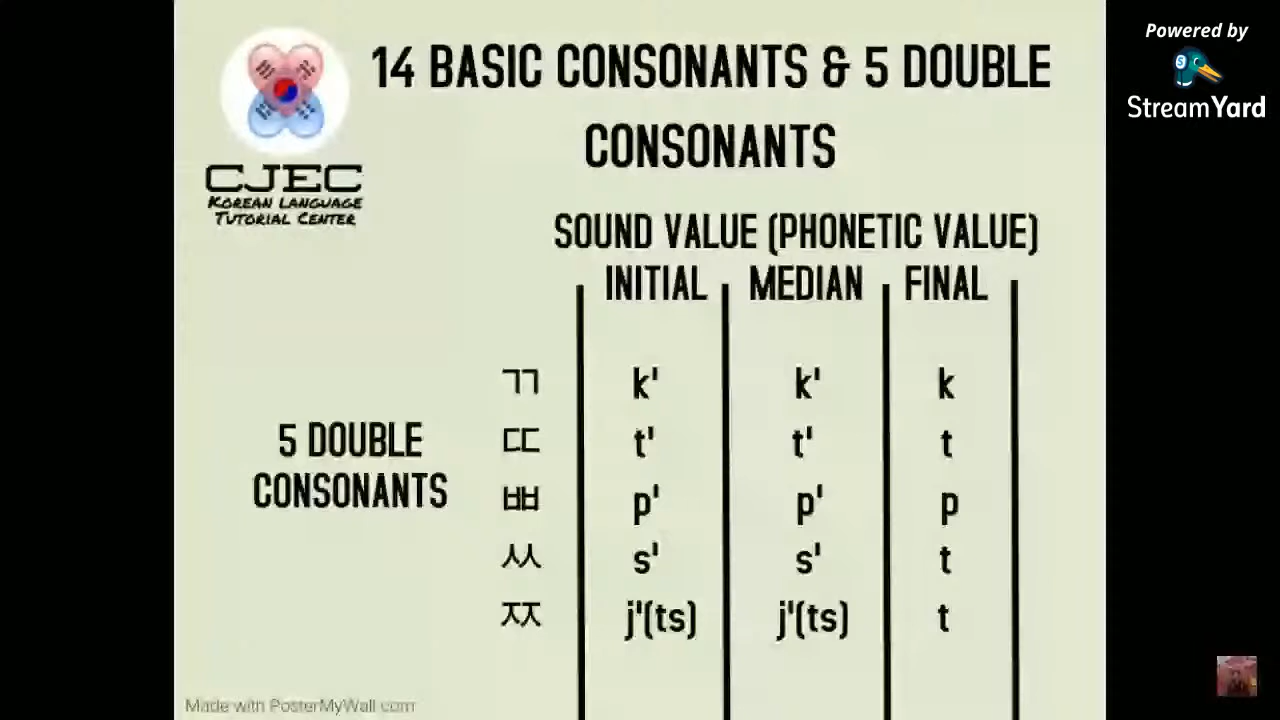 Powered by
StreamYard
14 BASIC CONSONANTS & 5 DOUBLE
CONSONANTS
CJEC
KOREAN LANGUAGE
TUTORIAL CENTER
SOUND VALUE (PHONETIC VALUE)
INITIAL MEDIAN FINAL
5 DOUBLE
CONSONANTS
ㄲ k' k' k
ㄸ t' t' t
ㅃ p' p' p
ㅆ s' s' t
ㅉ j'(ts) j'(ts) t
Made with PosterMyWall.com